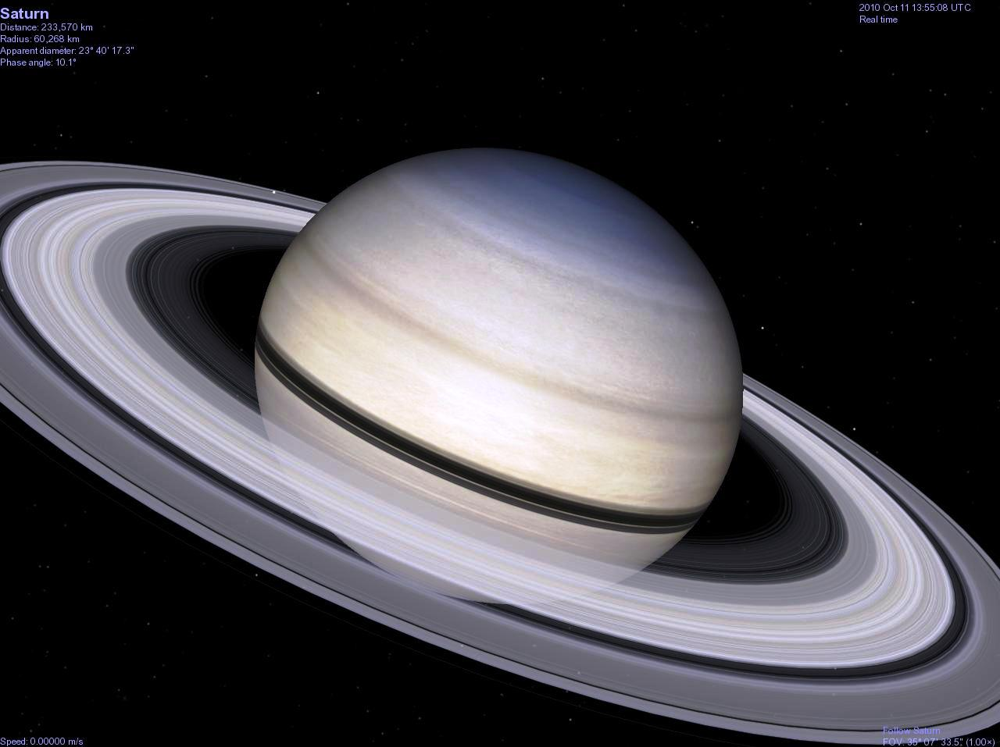 Saturn
Distance: 233,570 km
Radius: 60,268 km
Apparent diameter: 23° 40' 17.3"
Phase angle: 10.1°
2010 Oct 11 13:55:08 UTC
Real time
Speed: 0.00000 m/s
Follow Saturn
FOV: 35° 07' 33.5" (1.00×)